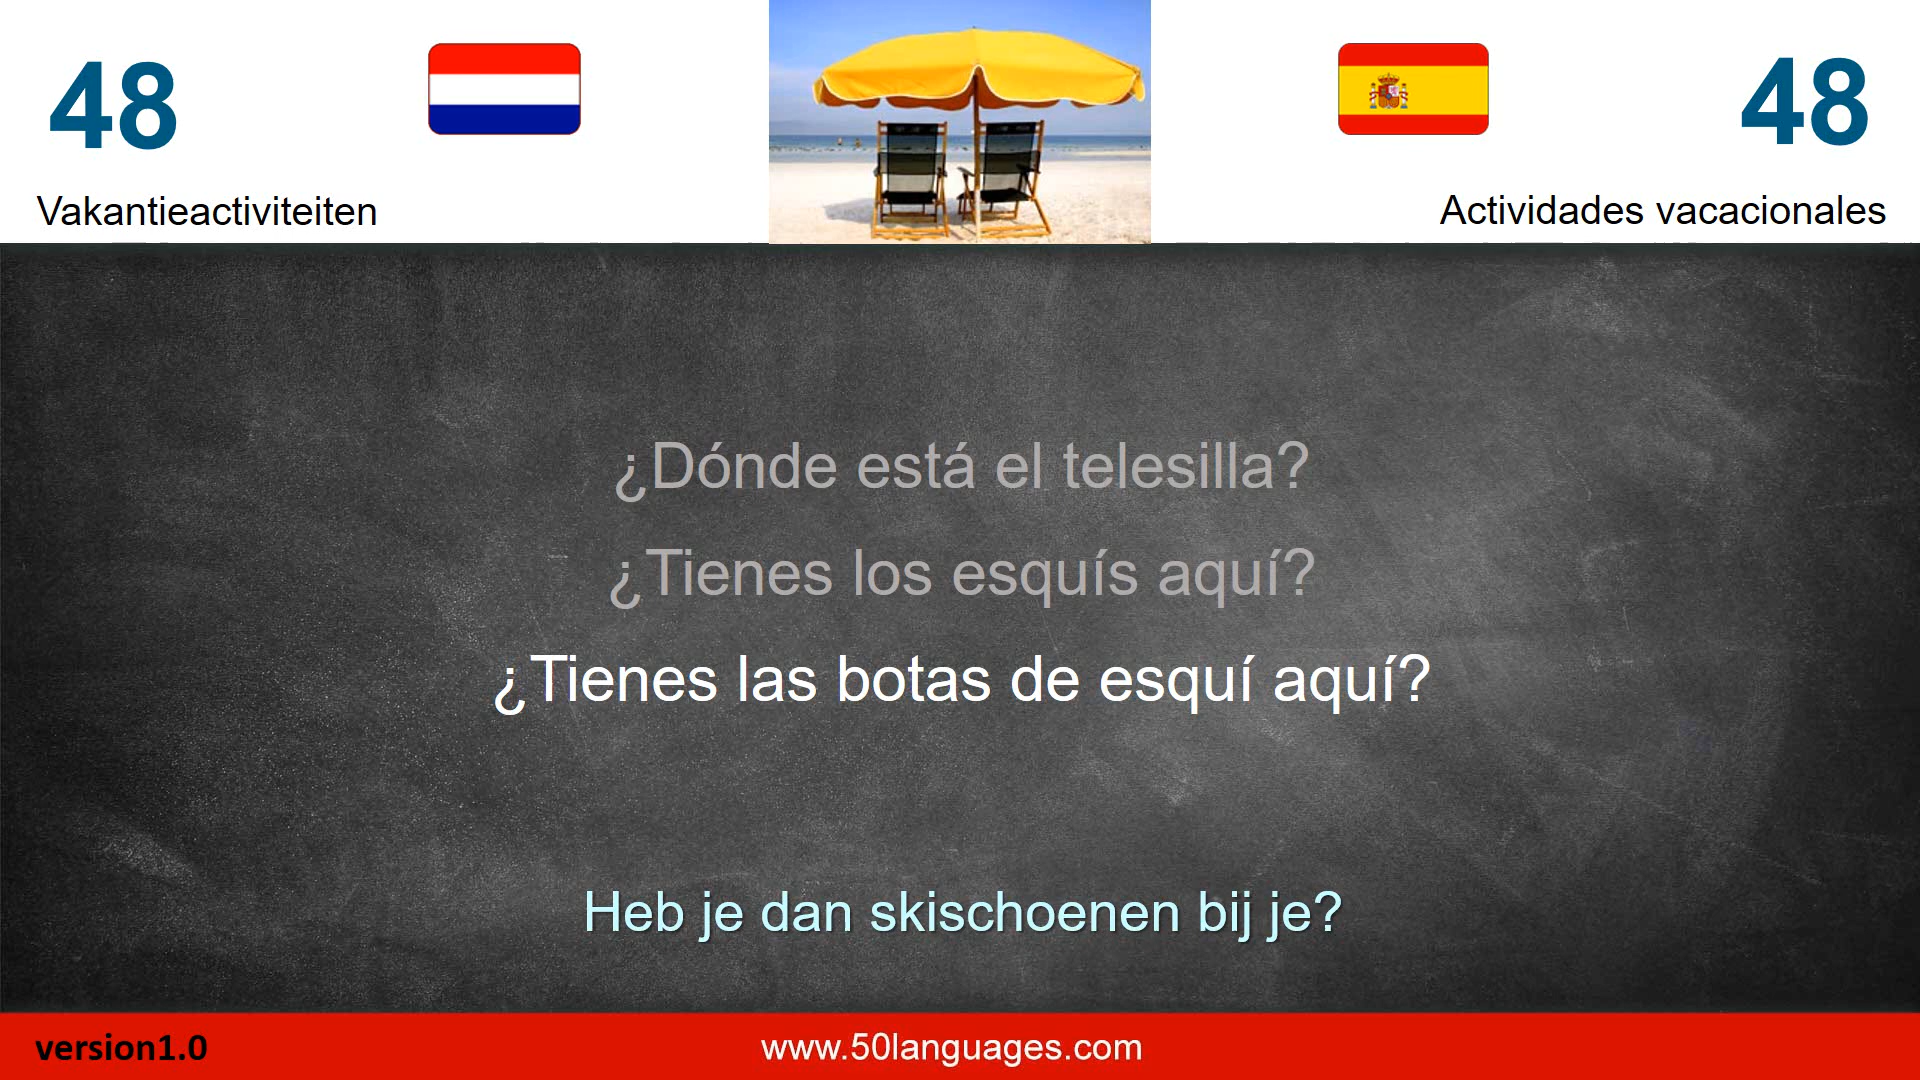 48
48
Vakantieactiviteiten
Actividades vacacionales
¿Dónde está el telesilla?
¿Tienes los esquís aquí?
¿Tienes las botas de esquí aquí?
Heb je dan skischoenen bij je?
version1.0
www.50languages.com